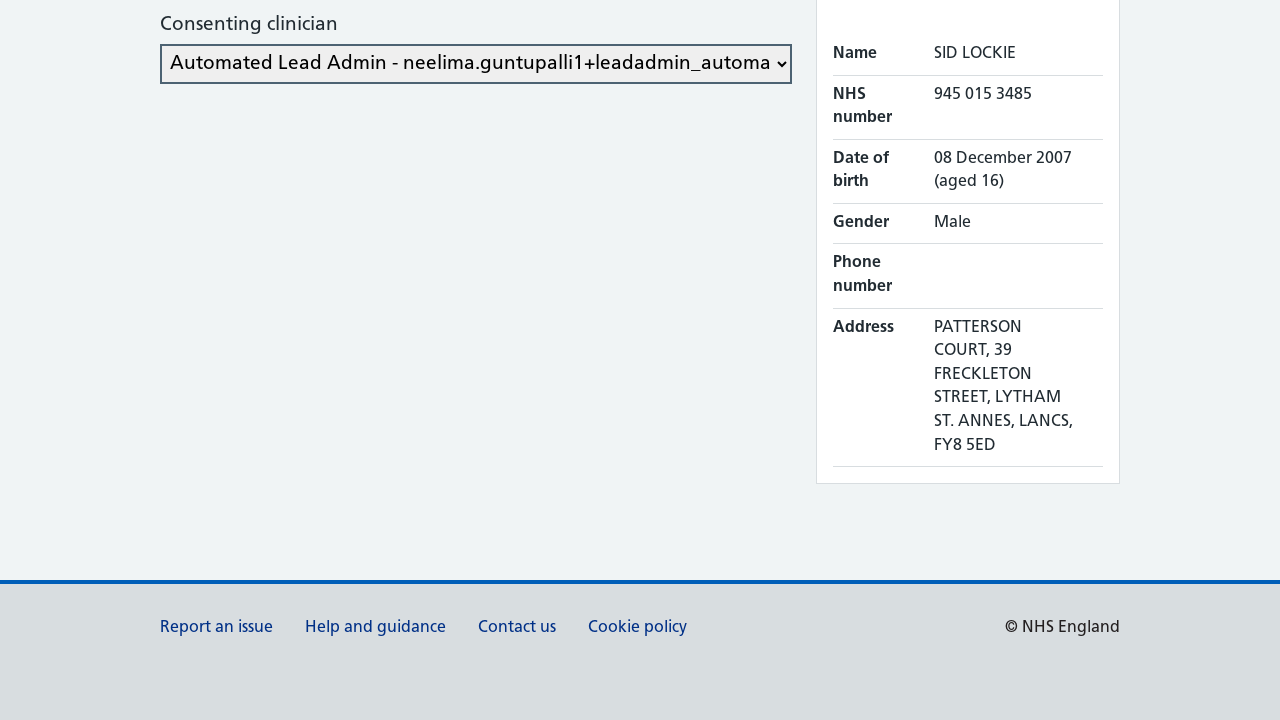 Consenting clinician
Automated Lead Admin - neelima.guntupalli1+leadadmin_automa
Name SID LOCKIE
NHS number 945 015 3485
Date of birth 08 December 2007 (aged 16)
Gender Male
Phone number
Address PATTERSON
COURT, 39
FRECKLETON
STREET, LYTHAM
ST. ANNES, LANCS,
FY8 5ED
Report an issue Help and guidance Contact us Cookie policy © NHS England